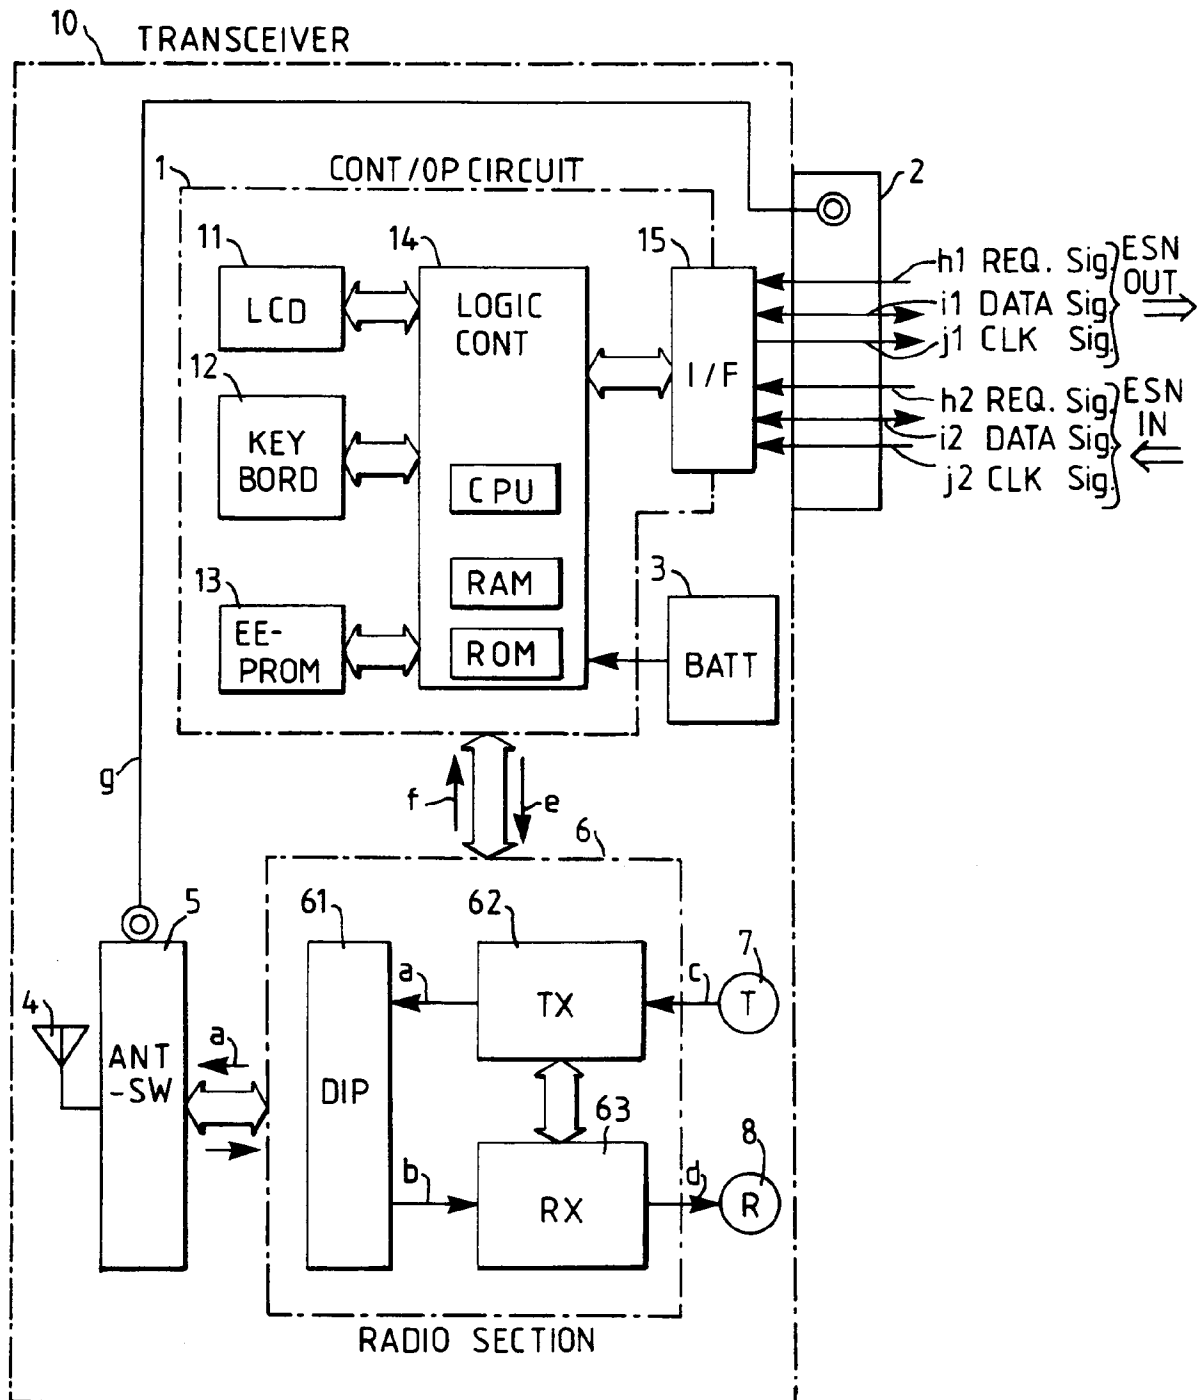 10 TRANSCEIVER
1 CONT/OP CIRCUIT
2
11
LCD
14
LOGIC
CONT
15
I/F
h1 REQ. Sig.
i1 DATA Sig.
j1 CLK Sig.
ESN
OUT
h2 REQ. Sig.
i2 DATA Sig.
j2 CLK Sig.
ESN
IN
12
KEY
BORD
CPU
RAM
ROM
13
EE-
PROM
3
BATT
g
f
e
6
5
ANT
-SW
4
a
61
DIP
62
TX
a
c
7
T
63
RX
b
d
8
R
RADIO SECTION